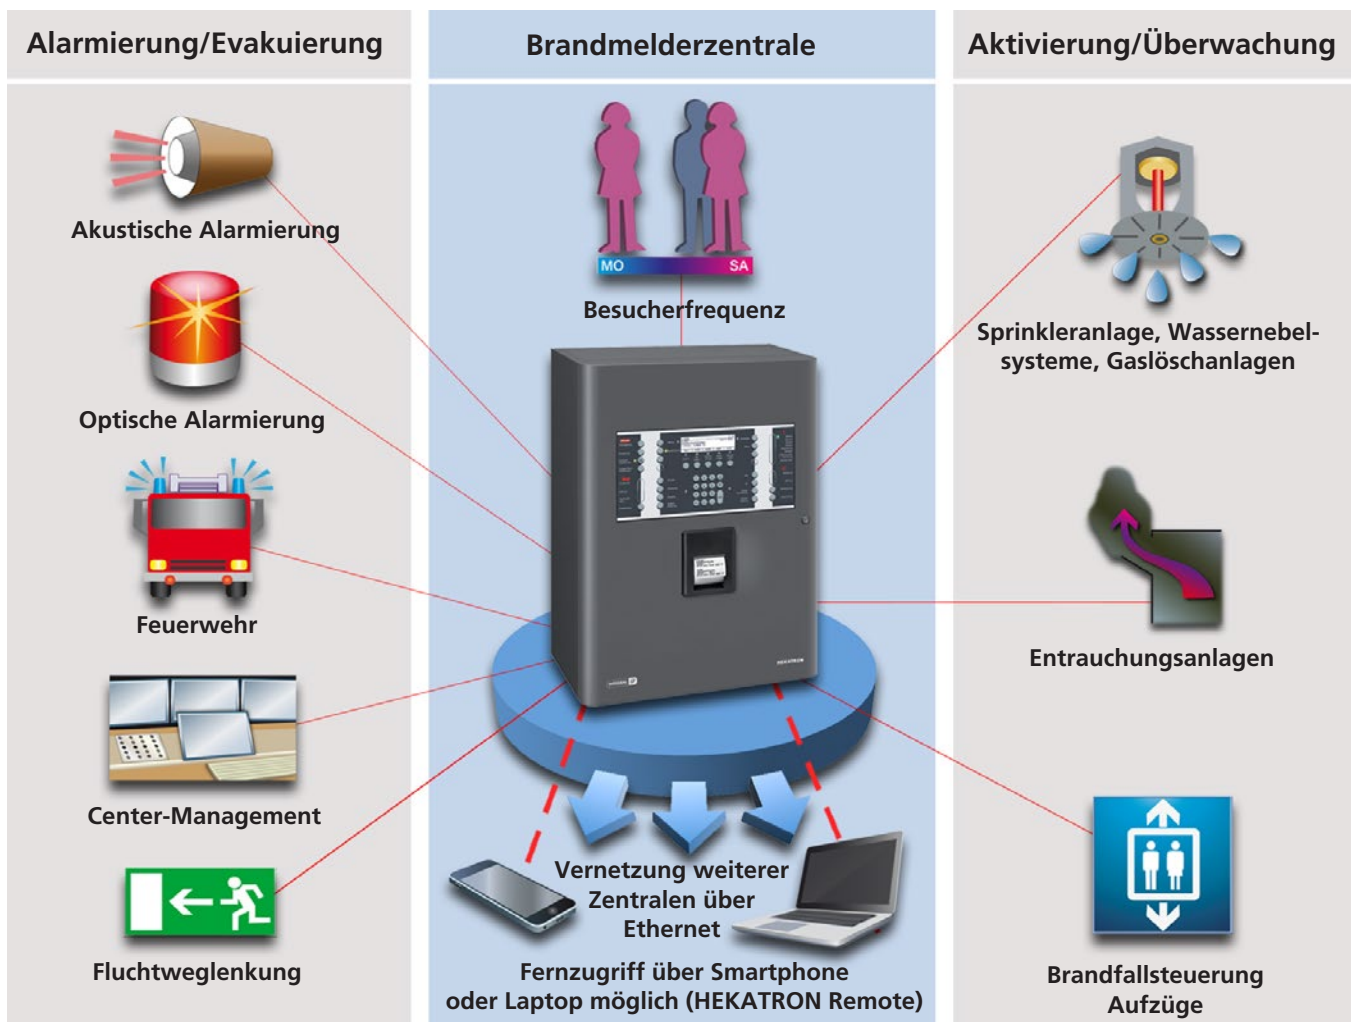 Alarmierung/Evakuierung
Brandmelderzentrale
Aktivierung/Überwachung
Akustische Alarmierung
Optische Alarmierung
Feuerwehr
Center-Management
Fluchtweglenkung
MO SA
Besucherfrequenz
HEKATRON
Vernetzung weiterer
Zentralen über
Ethernet
Fernzugriff über Smartphone
oder Laptop möglich (HEKATRON Remote)
Sprinkleranlage, Wassernebel-
systeme, Gaslöschanlagen
Entrauchungsanlagen
Brandfallsteuerung
Aufzüge